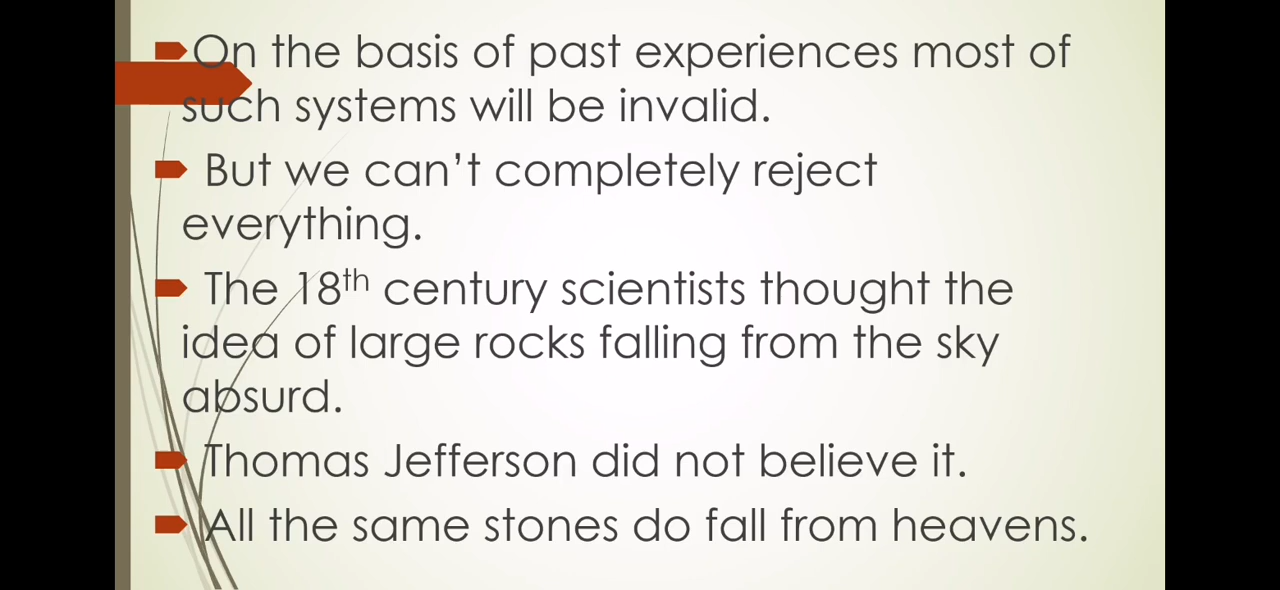 On the basis of past experiences most of
such systems will be invalid.
But we can’t completely reject
everything.
The 18th century scientists thought the
idea of large rocks falling from the sky
absurd.
Thomas Jefferson did not believe it.
All the same stones do fall from heavens.